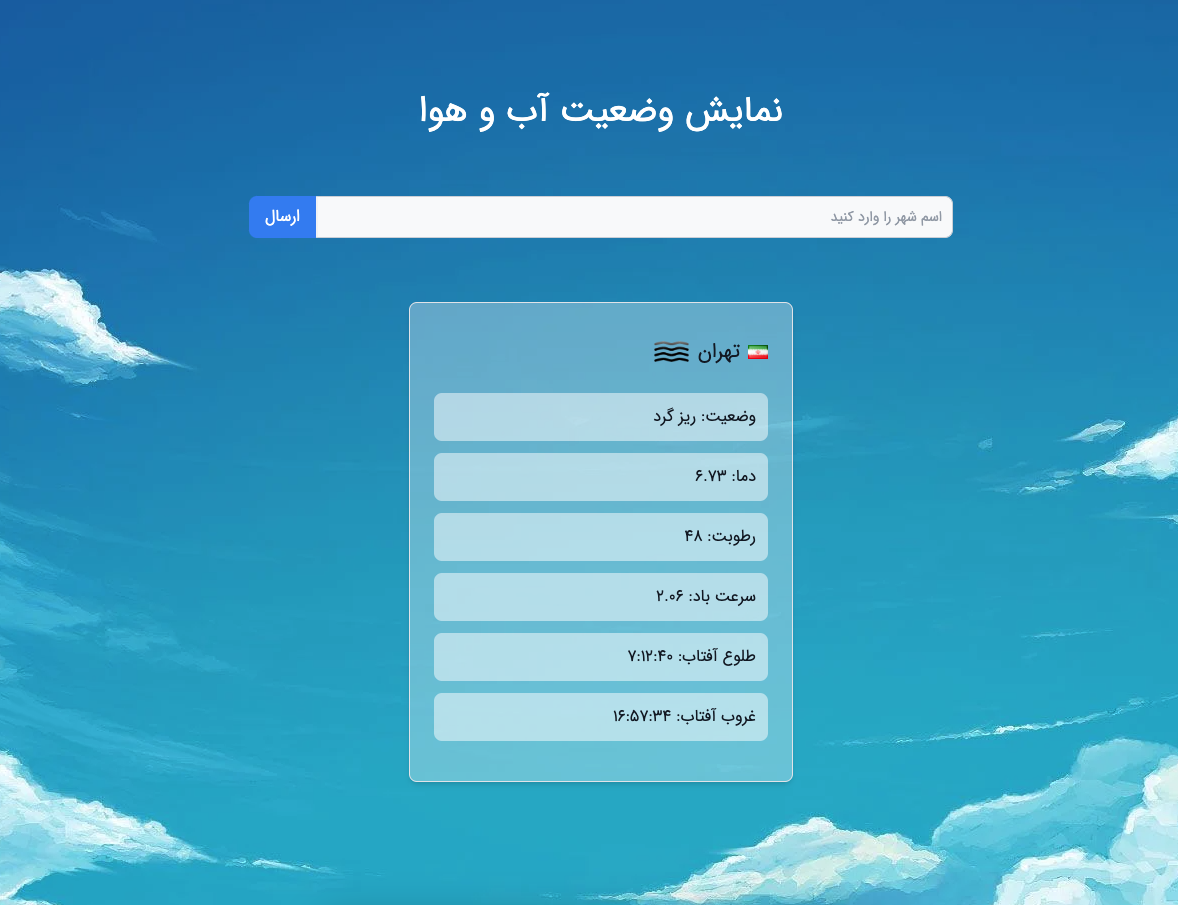 نمایش وضعیت آب و هوا
اسم شهر را وارد کنید
ارسال
تهران
وضعیت: ریز گرد
دما: ۶.۷۳
رطوبت: ۴۸
سرعت باد: ۲.۰۶
طلوع آفتاب: ۷:۱۲:۴۰
غروب آفتاب: ۱۶:۵۷:۳۴